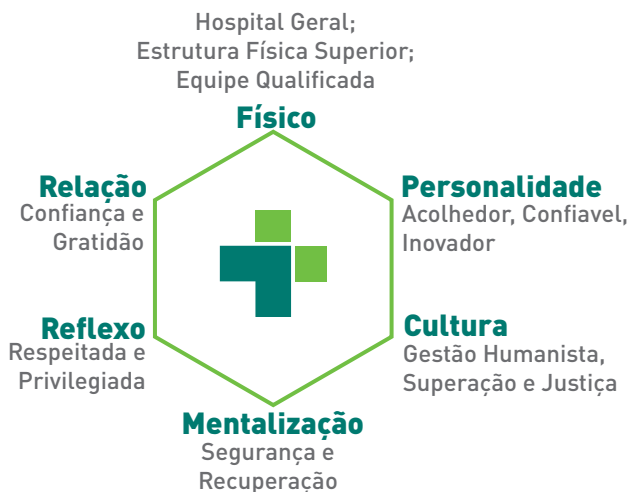 Hospital Geral;
Estrutura Física Superior;
Equipe Qualificada
Físico
Relação
Confiança e
Gratidão
Personalidade
Acolhedor, Confiavel,
Inovador
Reflexo
Respeitada e
Privilegiada
Cultura
Gestão Humanista,
Superação e Justiça
Mentalização
Segurança e
Recuperação